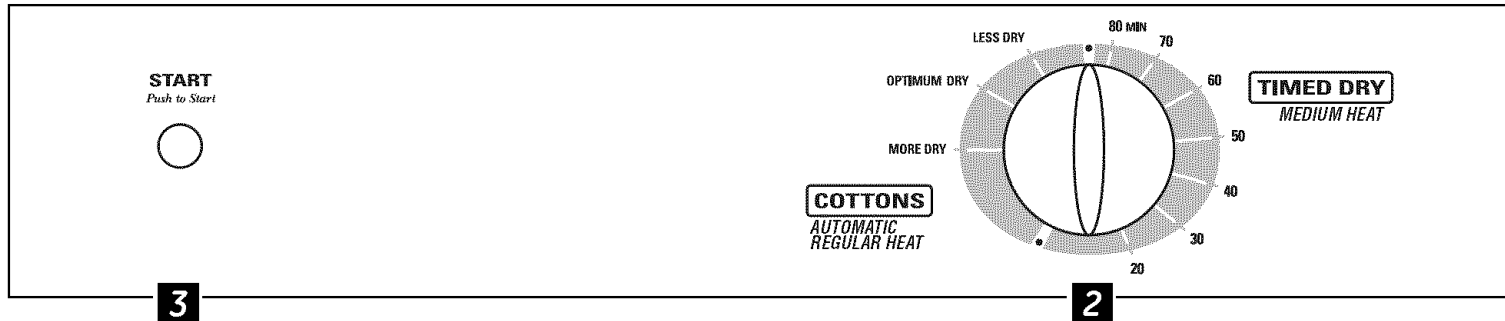 START
Push to Start
3
COTTONS
AUTOMATIC
REGULAR HEAT
MORE DRY
OPTIMUM DRY
LESS DRY
80 MIN
70
60
50
40
30
20
TIMED DRY
MEDIUM HEAT
2